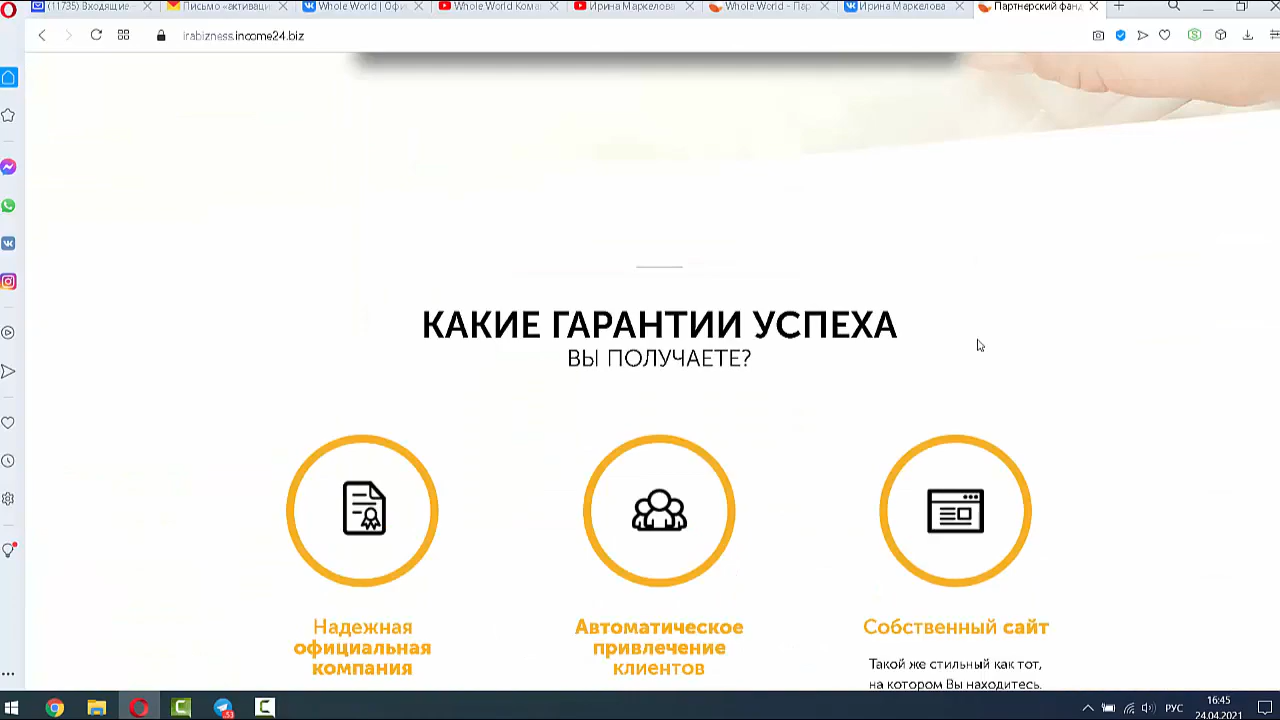 (11735) Входящие -
Письмо «активаци
Whole World | Офи
Whole World Кома
Ирина Маркелова
Whole World – Пар
Ирина Маркелова
Партнерский фанд
irabizness.income24.biz
КАКИЕ ГАРАНТИИ УСПЕХА
ВЫ ПОЛУЧАЕТЕ?
Надежная
официальная
компания
Автоматическое
привлечение
клиентов
Собственный сайт
Такой же стильный как тот,
на котором Вы находитесь.
53
РУС
16:45
24.04.2021